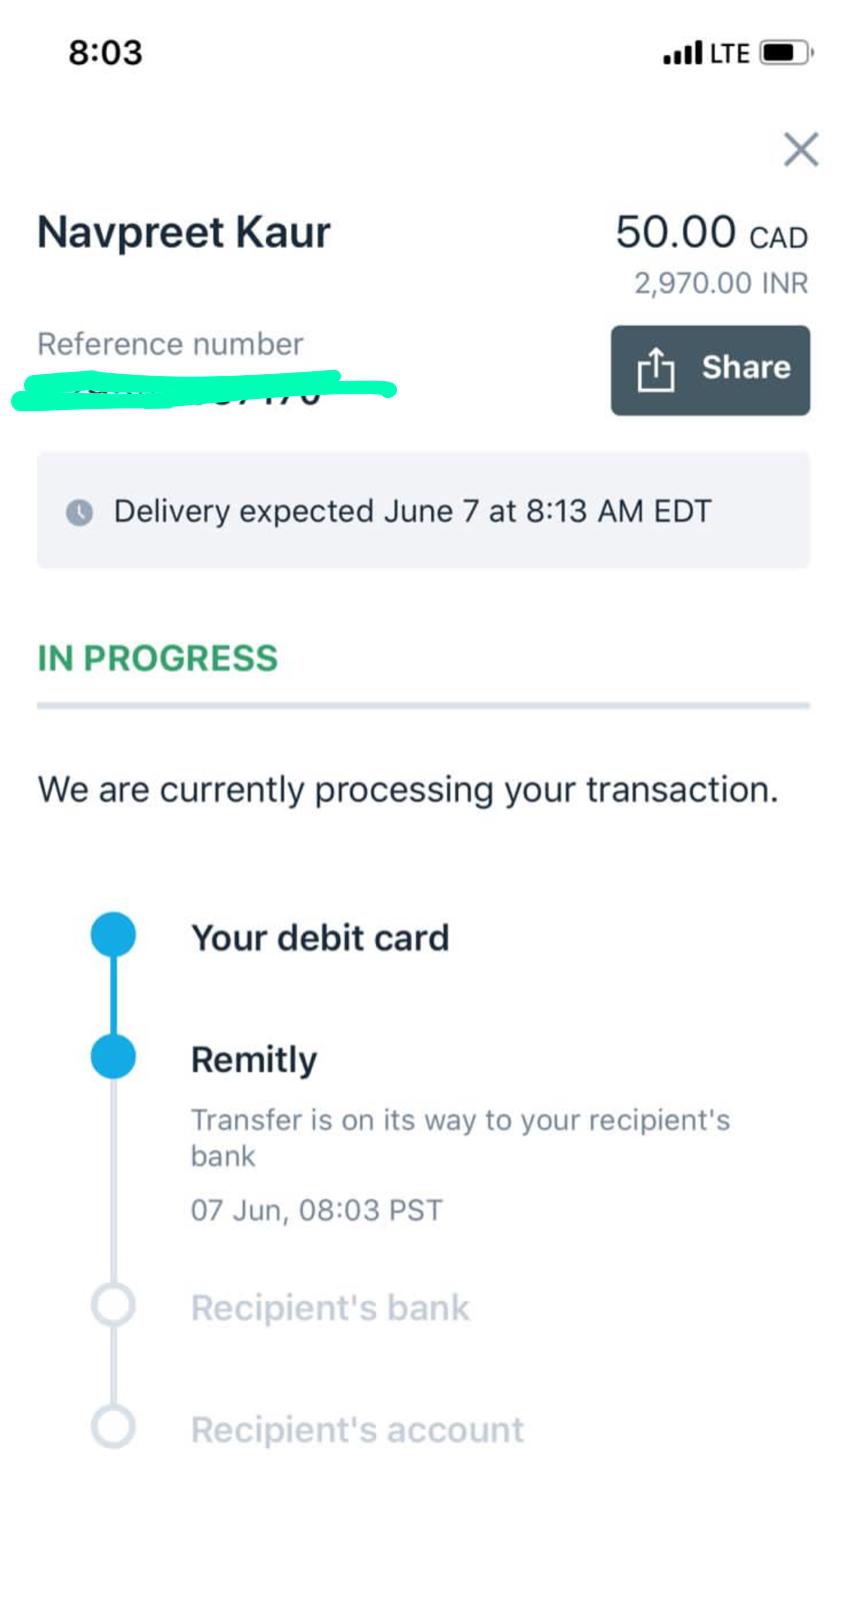 8:03
LTE
Navpreet Kaur
50.00 CAD
2,970.00 INR
Reference number
Share
Delivery expected June 7 at 8:13 AM EDT
IN PROGRESS
We are currently processing your transaction.
Your debit card
Remitly
Transfer is on its way to your recipient's
bank
07 Jun, 08:03 PST
Recipient's bank
Recipient's account